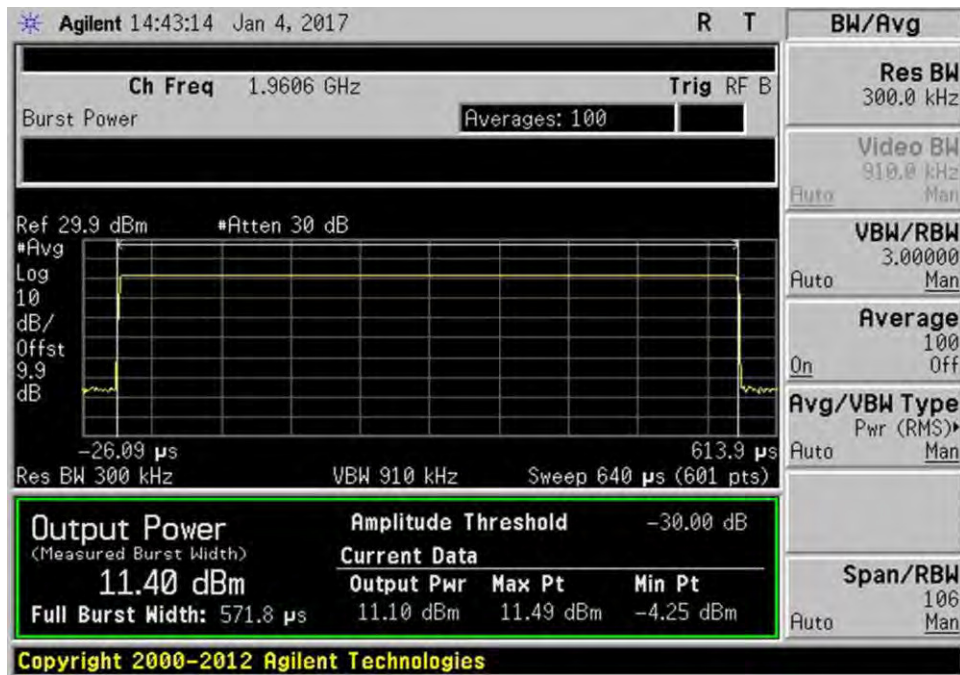 Agilent 14:43:14 Jan 4, 2017 R T
Ch Freq 1.9606 GHz Trig RF B
Burst Power Averages: 100
Ref 29.9 dBm #Atten 30 dB
#Avg
Log
10
dB/
Offst
9.9
dB
-26.09 µs 613.9 µs
Res BW 300 kHz VBW 910 kHz Sweep 640 µs (601 pts)
Output Power
(Measured Burst Width)
11.40 dBm
Full Burst Width: 571.8 µs
Amplitude Threshold -30.00 dB
Current Data
Output Pwr Max Pt Min Pt
11.10 dBm 11.49 dBm -4.25 dBm
BW/Avg
Res BW
300.0 kHz
Video BW
910.0 kHz
Auto Man
VBW/RBW
3.00000
Auto Man
Average
100
On Off
Avg/VBW Type
Pwr (RMS)
Auto Man
Span/RBW
106
Auto Man
Copyright 2000-2012 Agilent Technologies